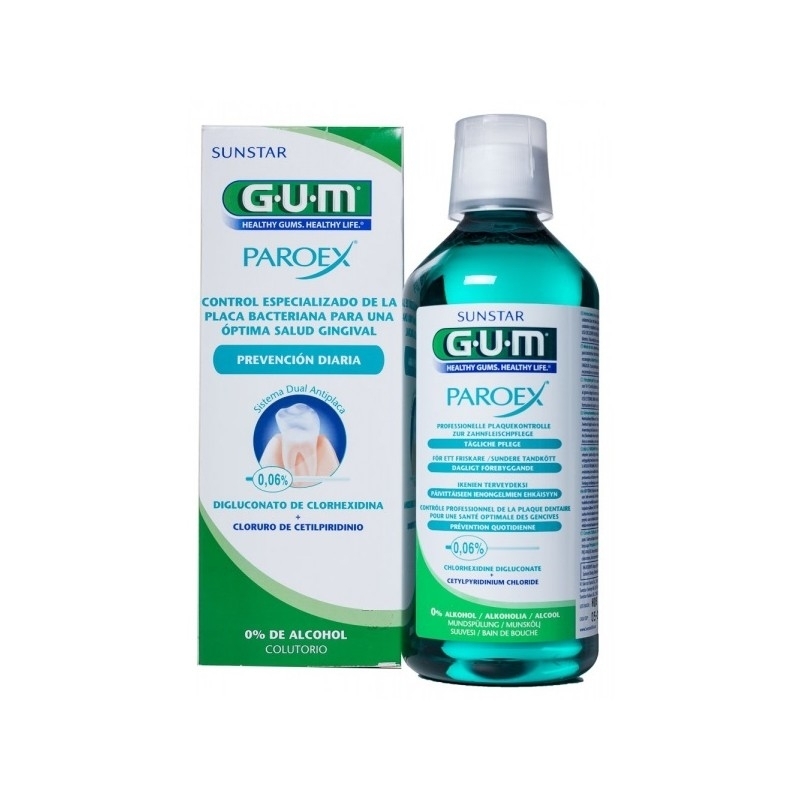 SUNSTAR
G·U·M®
HEALTHY GUMS. HEALTHY LIFE.®
PAROEX®
CONTROL ESPECIALIZADO DE LA
PLACA BACTERIANA PARA UNA
ÓPTIMA SALUD GINGIVAL
PREVENCIÓN DIARIA
Sistema Dual Antiplaca
0,06%
DIGLUCONATO DE CLORHEXIDINA
+
CLORURO DE CETILPIRIDINIO
0% DE ALCOHOL
COLUTORIO
SUNSTAR
G·U·M®
HEALTHY GUMS. HEALTHY LIFE.®
PAROEX®
PROFESSIONELLE PLAQUEKONTROLLE
ZUR ZAHNFLEISCHPFLEGE
TÄGLICHE PFLEGE
FÖR ETT FRISKARE / SUNDERE TANDKÖTT
DAGLIGT FÖREBYGGANDE
IKENIEN TERVEYDEKSI
PÄIVITTÄISEEN IENONGELMIEN EHKÄISYYN
CONTRÔLE PROFESSIONNEL DE LA PLAQUE DENTAIRE
POUR UNE SANTÉ OPTIMALE DES GENCIVES
PRÉVENTION QUOTIDIENNE
0,06%
CHLORHEXIDINE DIGLUCONATE
+
CETYLPYRIDINIUM CHLORIDE
0% ALKOHOL / ALKOHOLIA / ALCOOL
MUNDSPÜLUNG / MUNSKÖLJ
SUUVESI / BAIN DE BOUCHE